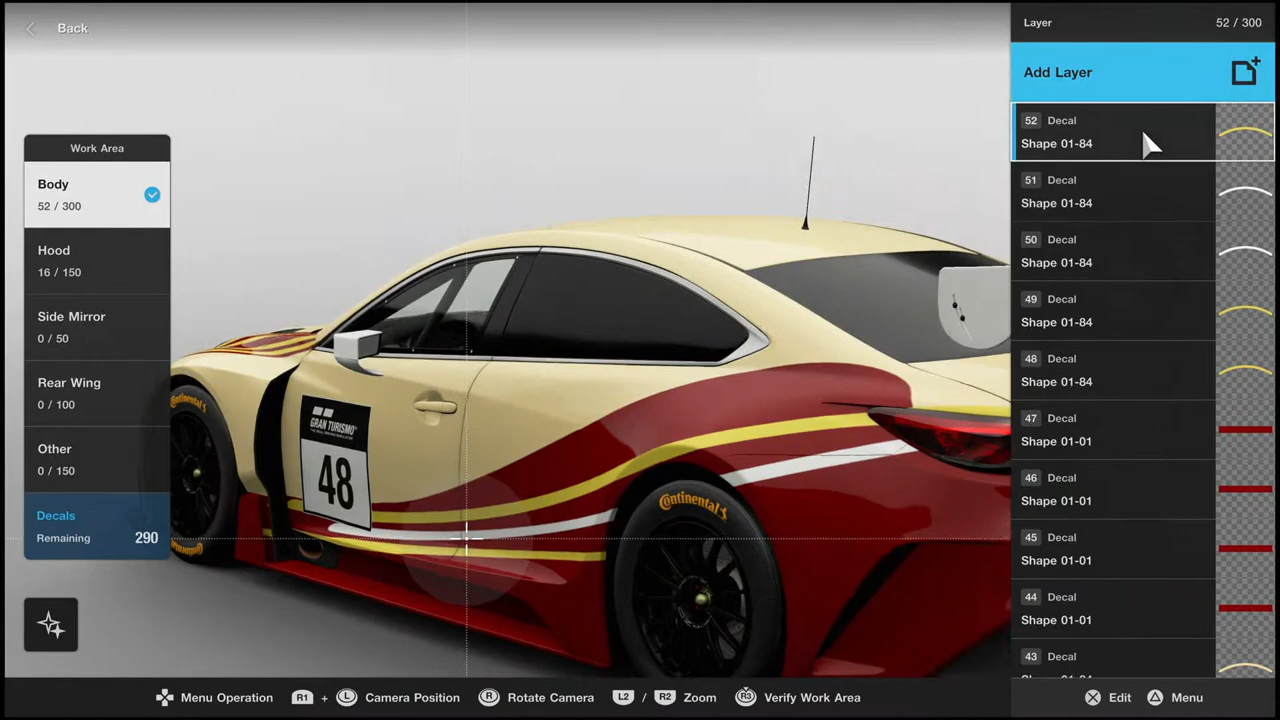 Back
Work Area
Body
52 / 300
Hood
16 / 150
Side Mirror
0 / 50
Rear Wing
0 / 100
Other
0 / 150
Decals
Remaining 290
GRAN TURISMO
THE REAL DRIVING SIMULATOR
48
Continental
Continental
Continental
Layer 52 / 300
Add Layer
52 Decal
Shape 01-84
51 Decal
Shape 01-84
50 Decal
Shape 01-84
49 Decal
Shape 01-84
48 Decal
Shape 01-84
47 Decal
Shape 01-01
46 Decal
Shape 01-01
45 Decal
Shape 01-01
44 Decal
Shape 01-01
43 Decal
Menu Operation R1 + L Camera Position R Rotate Camera L2 / R2 Zoom R3 Verify Work Area
Edit Menu